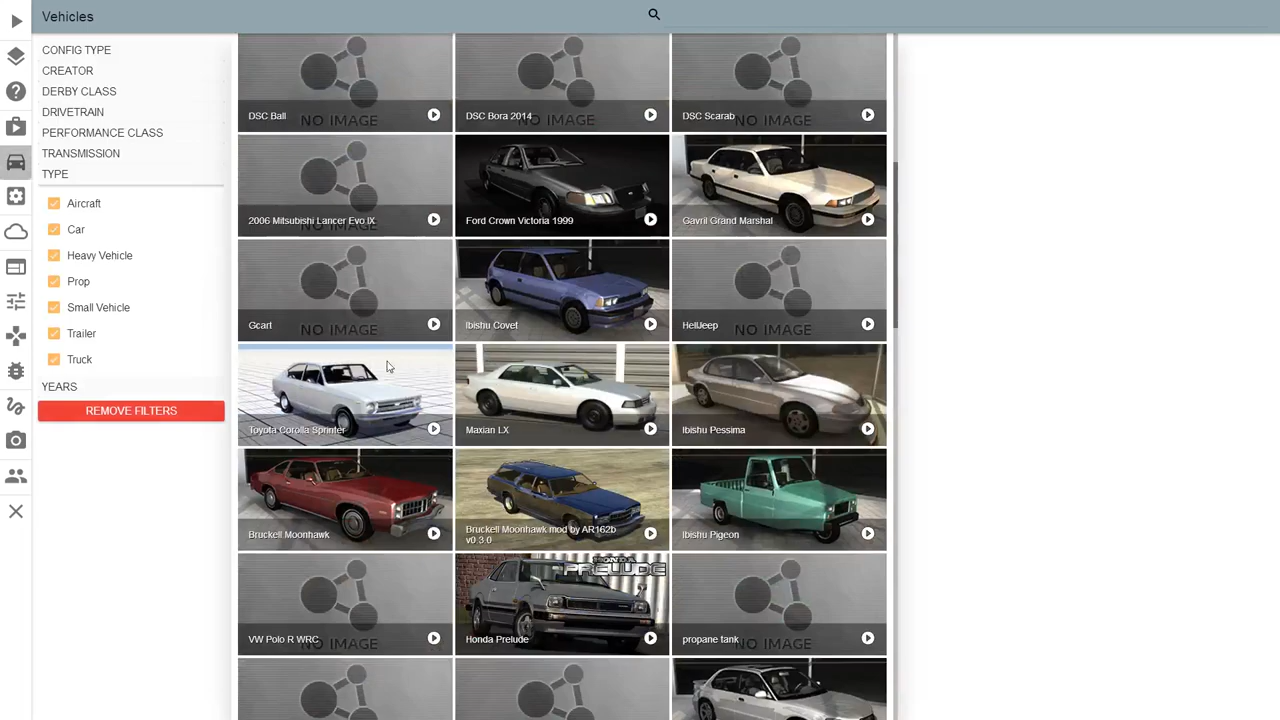 Vehicles
CONFIG TYPE
CREATOR
DERBY CLASS
DRIVETRAIN
PERFORMANCE CLASS
TRANSMISSION
TYPE
Aircraft
Car
Heavy Vehicle
Prop
Small Vehicle
Trailer
Truck
YEARS
REMOVE FILTERS
DSC Ball
NO IMAGE
DSC Bora 2014
NO IMAGE
DSC Scarab
NO IMAGE
2006 Mitsubishi Lancer Evo IX
NO IMAGE
Ford Crown Victoria 1999
Gavril Grand Marshal
Gcart
NO IMAGE
Ibishu Covet
HellJeep
NO IMAGE
Toyota Corolla Sprinter
Maxian LX
Ibishu Pessima
Bruckell Moonhawk
Bruckell Moonhawk mod by AR162b
v0.3.0
Ibishu Pigeon
VW Polo R WRC
NO IMAGE
HONDA
PRELUDE
Honda Prelude
propane tank
NO IMAGE